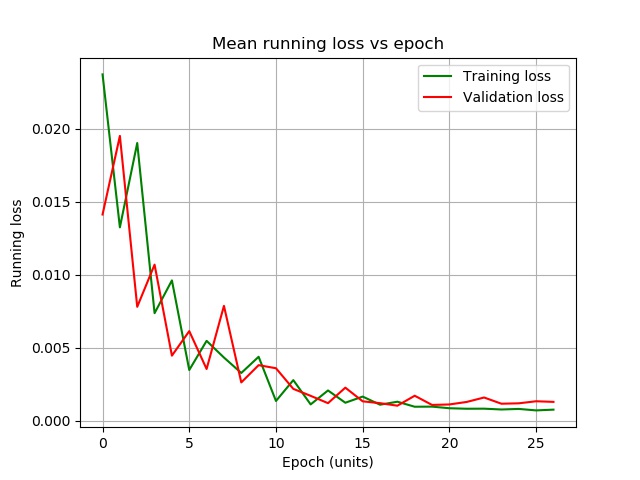 Mean running loss vs epoch
Training loss
Validation loss
0.020
0.015
0.010
0.005
0.000
Running loss
0 5 10 15 20 25
Epoch (units)